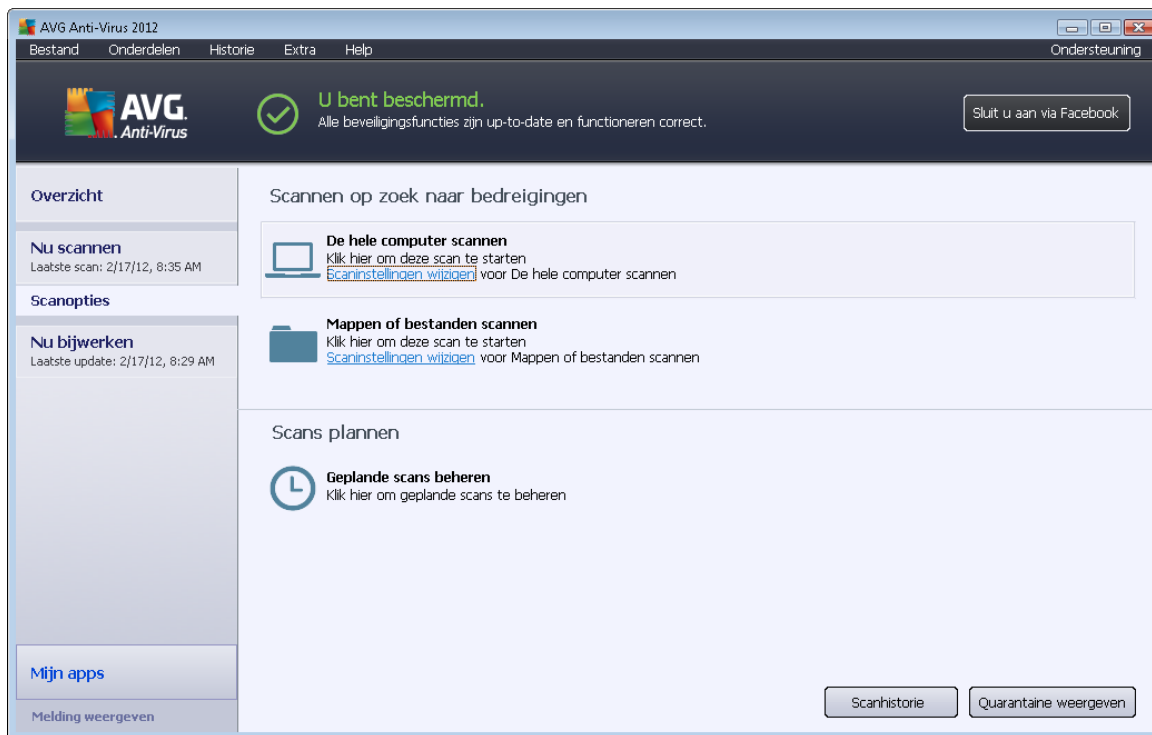 AVG Anti-Virus 2012
Bestand Onderdelen Historie Extra Help Ondersteuning
AVG.
Anti-Virus
U bent beschermd.
Alle beveiligingsfuncties zijn up-to-date en functioneren correct.
Sluit u aan via Facebook
Overzicht
Nu scannen
Laatste scan: 2/17/12, 8:35 AM
Scanopties
Nu bijwerken
Laatste update: 2/17/12, 8:29 AM
Mijn apps
Melding weergeven
Scannen op zoek naar bedreigingen
De hele computer scannen
Klik hier om deze scan te starten
Scaninstellingen wijzigen voor De hele computer scannen
Mappen of bestanden scannen
Klik hier om deze scan te starten
Scaninstellingen wijzigen voor Mappen of bestanden scannen
Scans plannen
Geplande scans beheren
Klik hier om geplande scans te beheren
Scanhistorie
Quarantaine weergeven